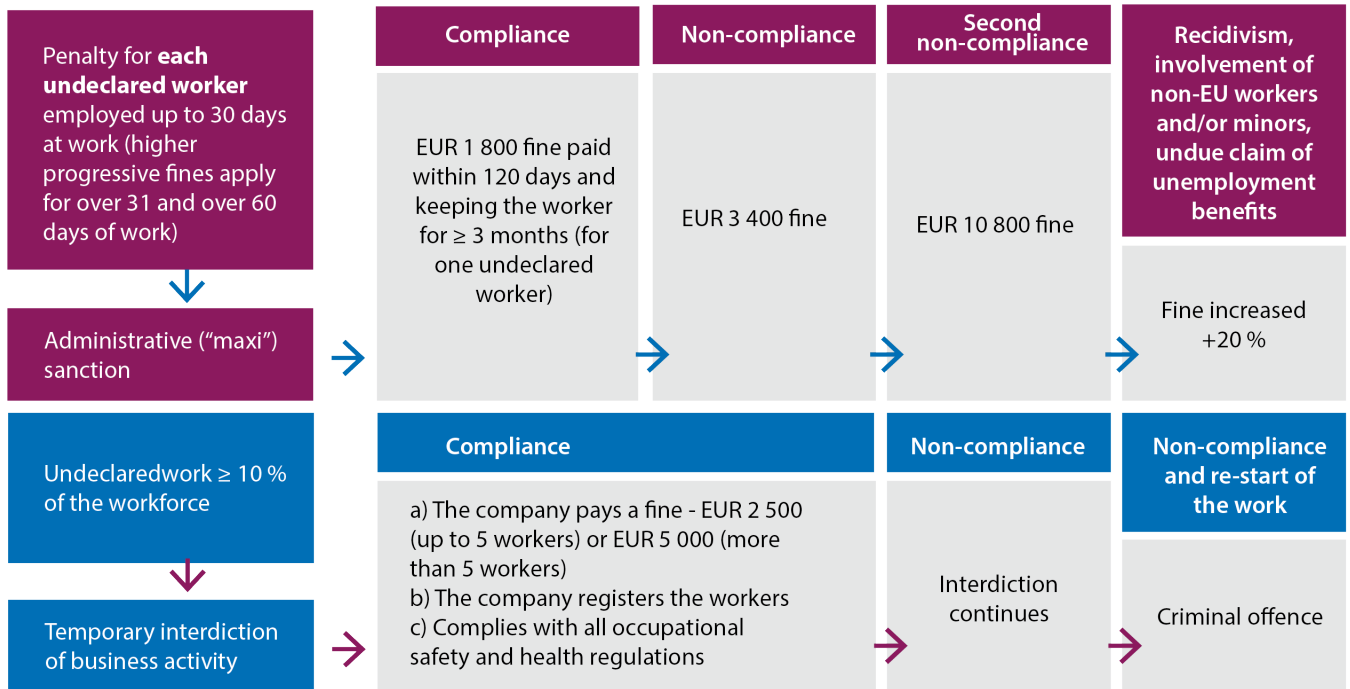 Penalty for each
undeclared worker
employed up to 30 days
at work (higher
progressive fines apply
for over 31 and over 60
days of work)
Administrative (“maxi”)
sanction
Compliance
EUR 1 800 fine paid
within 120 days and
keeping the worker
for ≥ 3 months (for
one undeclared
worker)
Non-compliance
EUR 3 400 fine
Second
non-compliance
EUR 10 800 fine
Recidivism,
involvement of
non-EU workers
and/or minors,
undue claim of
unemployment
benefits
Fine increased
+20 %
Undeclaredwork ≥ 10 %
of the workforce
Temporary interdiction
of business activity
Compliance
a) The company pays a fine - EUR 2 500
(up to 5 workers) or EUR 5 000 (more
than 5 workers)
b) The company registers the workers
c) Complies with all occupational
safety and health regulations
Non-compliance
Interdiction
continues
Non-compliance
and re-start of
the work
Criminal offence